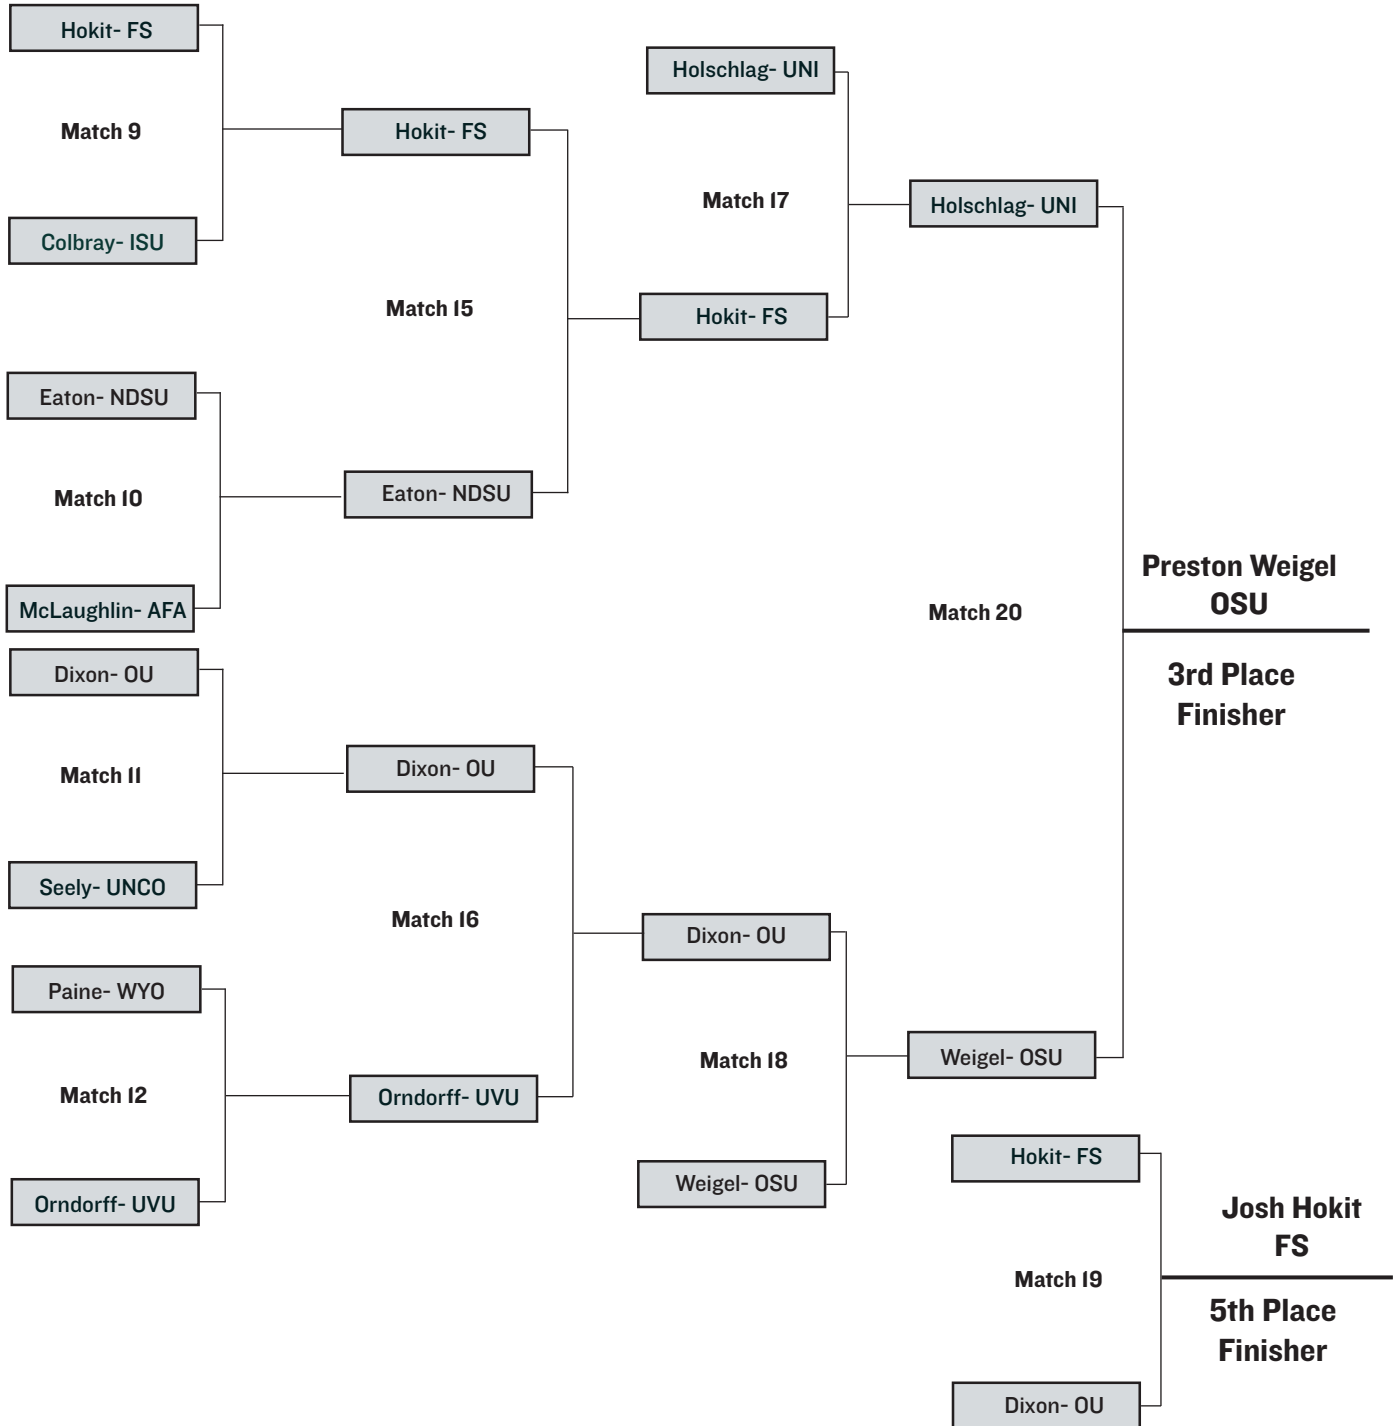 Hokit- FS
Match 9
Colbray- ISU
Hokit- FS
Match 15
Eaton- NDSU
Match 10
McLaughlin- AFA
Eaton- NDSU
Holschlag- UNI
Match 17
Hokit- FS
Holschlag- UNI
Match 20
Preston Weigel
OSU
3rd Place
Finisher
Dixon- OU
Match 11
Seely- UNCO
Dixon- OU
Match 16
Paine- WYO
Match 12
Orndorff- UVU
Orndorff- UVU
Dixon- OU
Match 18
Weigel- OSU
Weigel- OSU
Hokit- FS
Match 19
Dixon- OU
Josh Hokit
FS
5th Place
Finisher